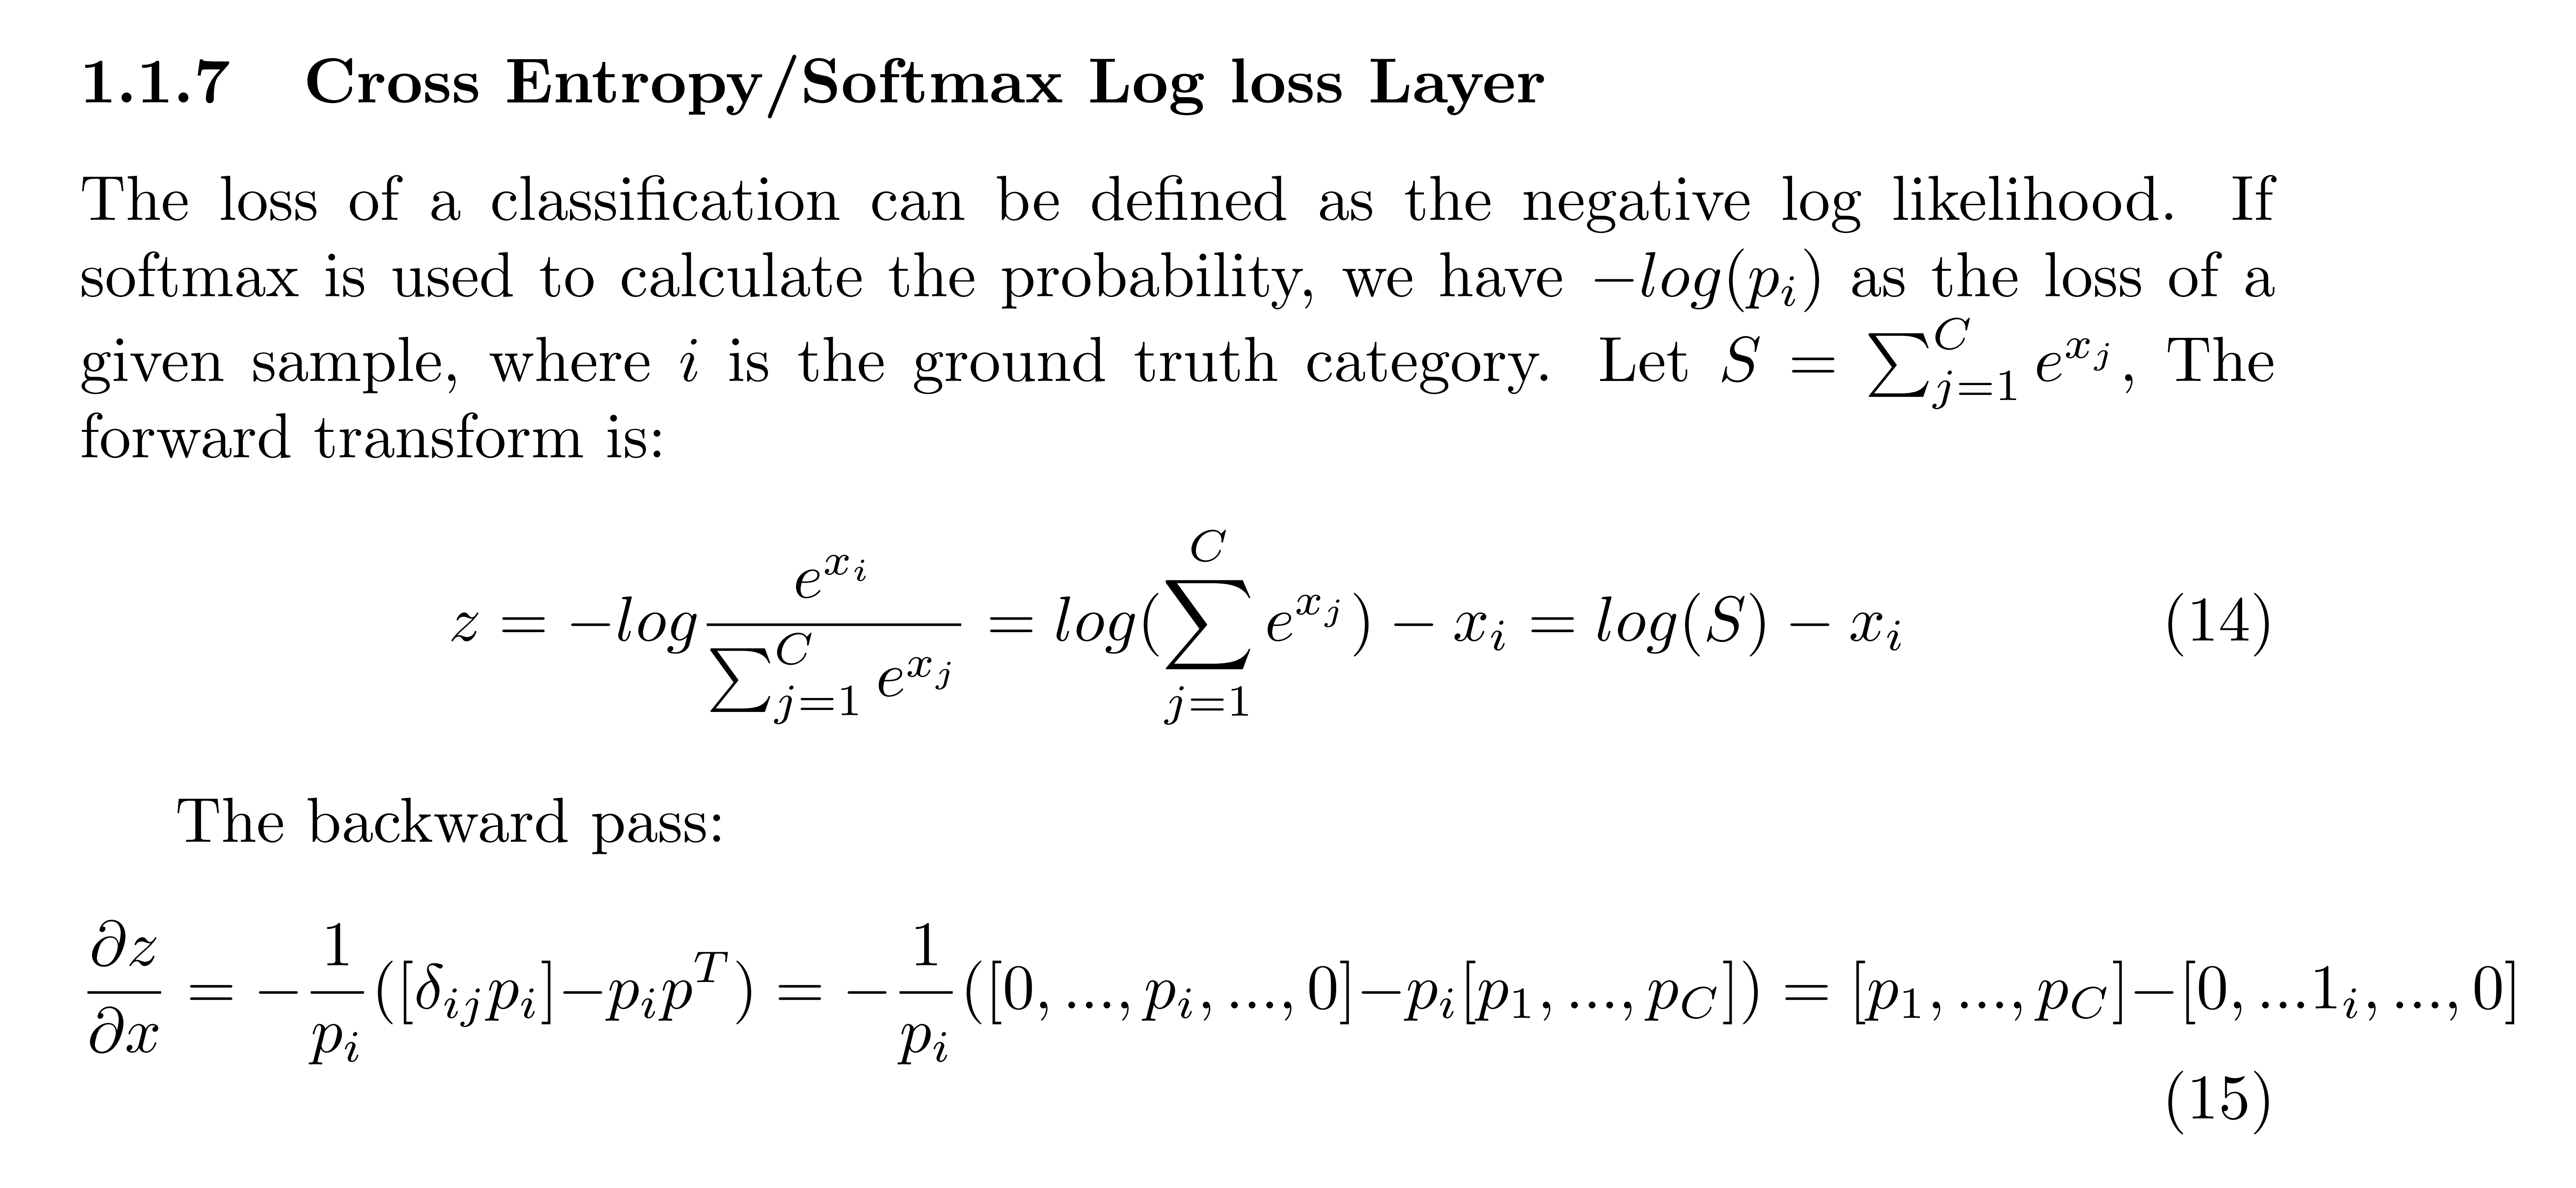 1.1.7 Cross Entropy/Softmax Log loss Layer
The loss of a classification can be defined as the negative log likelihood. If
softmax is used to calculate the probability, we have $-log(p_i)$ as the loss of a
given sample, where $i$ is the ground truth category. Let $S = \sum_{j=1}^{C} e^{x_j}$, The
forward transform is:
$z = -log\frac{e^{x_i}}{\sum_{j=1}^{C} e^{x_j}} = log(\sum_{j=1}^{C} e^{x_j}) - x_i = log(S) - x_i$ (14)
The backward pass:
$\frac{\partial z}{\partial x} = -\frac{1}{p_i}([\delta_{ij}p_i] - p_i p^T) = -\frac{1}{p_i}([0, ..., p_i, ..., 0] - p_i[p_1, ..., p_C]) = [p_1, ..., p_C] - [0, ...1_i, ..., 0]$
(15)